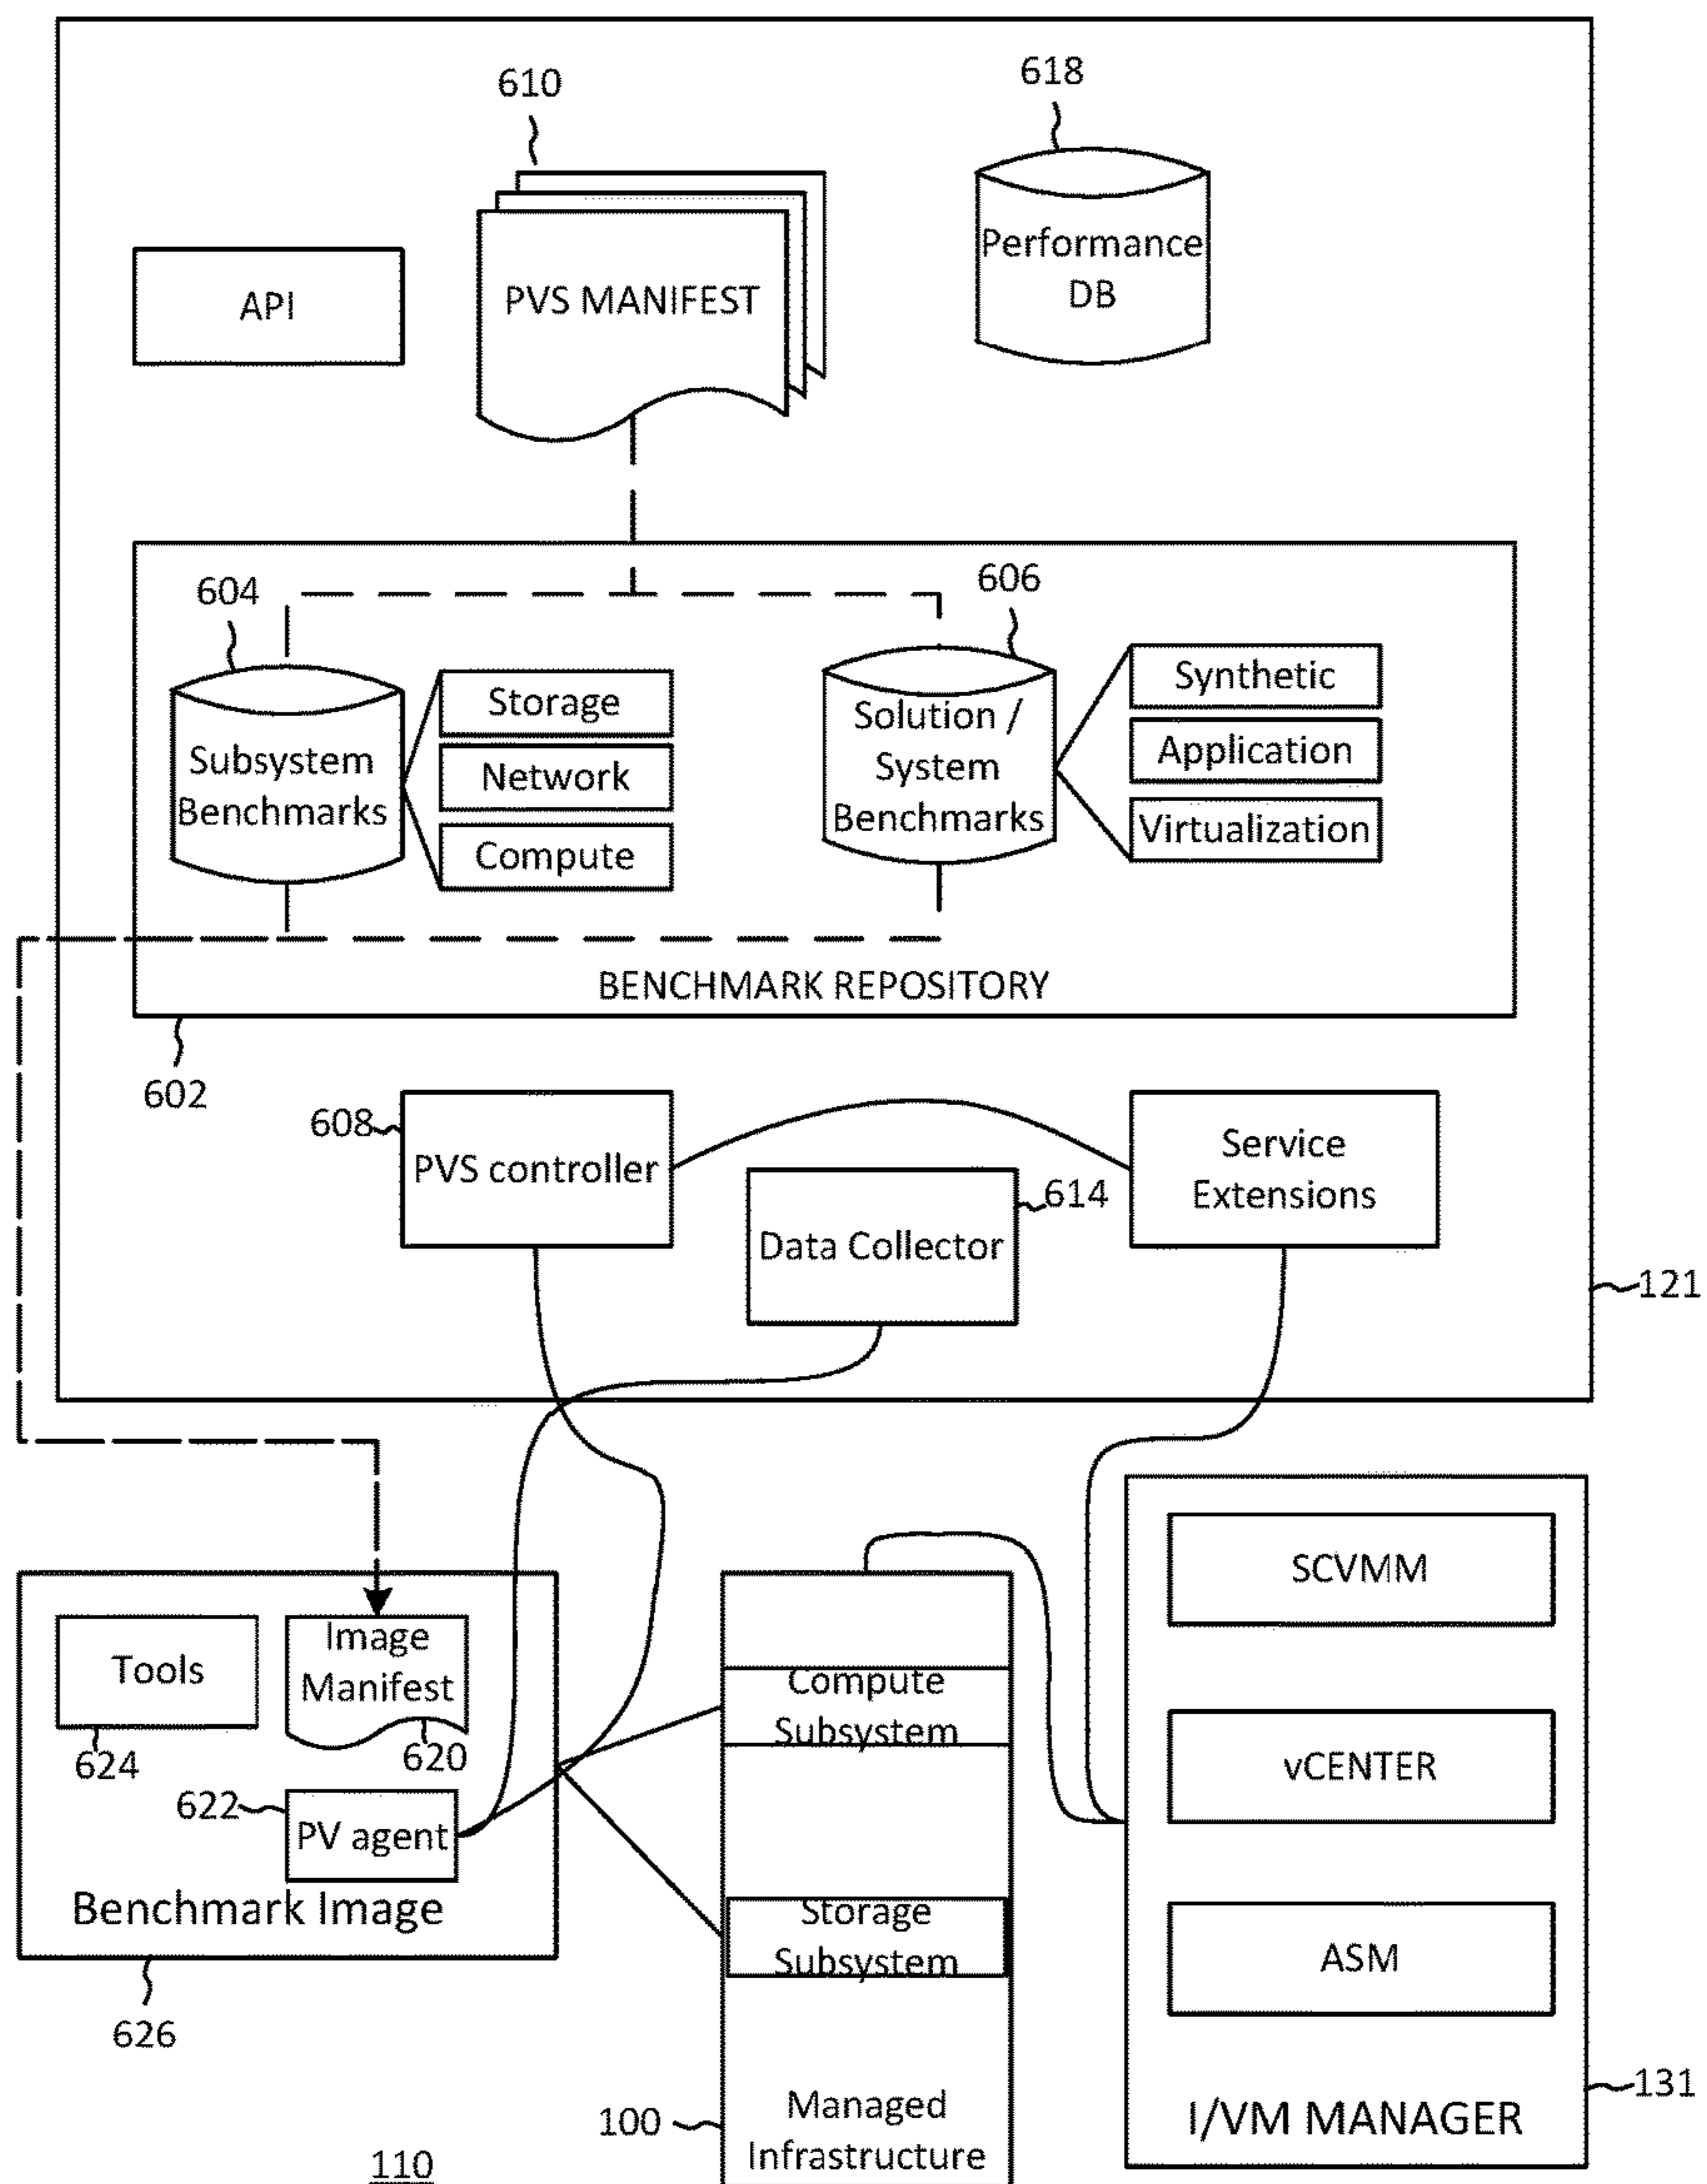 610
618
API
PVS MANIFEST
Performance
DB
604
606
Subsystem
Benchmarks
Storage
Network
Compute
Solution /
System
Benchmarks
Synthetic
Application
Virtualization
BENCHMARK REPOSITORY
602
608
PVS controller
Data Collector
614
Service
Extensions
121
Tools
624
Image
Manifest
620
622
PV agent
Benchmark Image
626
Compute
Subsystem
Storage
Subsystem
Managed
Infrastructure
100
SCVMM
vCENTER
ASM
I/VM MANAGER
131
110